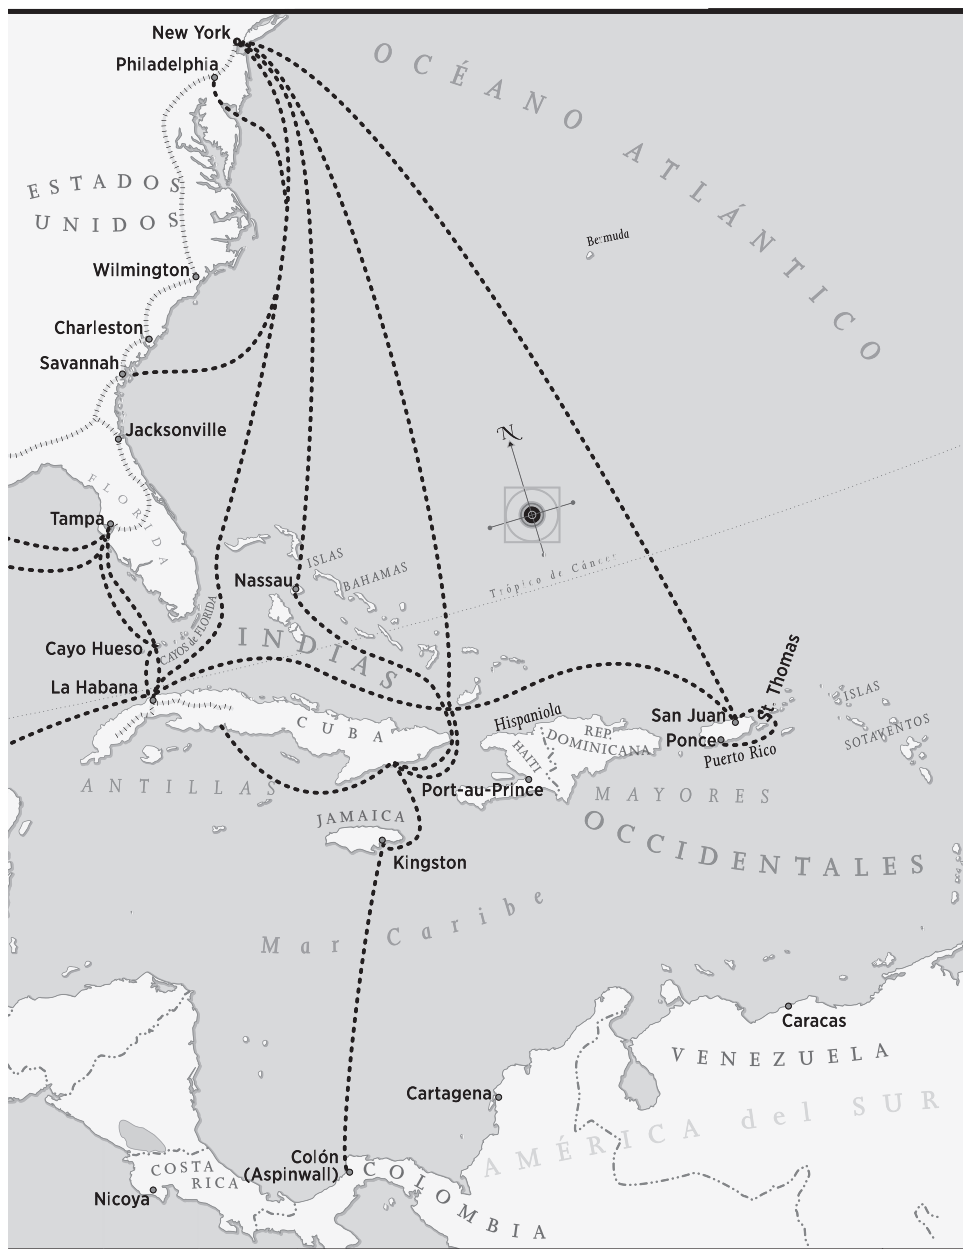 New York
Philadelphia
OCÉANO ATLÁNTICO
ESTADOS
UNIDOS
Bermuda
Wilmington
Charleston
Savannah
Jacksonville
N
FLORIDA
Tampa
ISLAS
BAHAMAS
Trópico de Cáncer
Nassau
CAYOS de FLORIDA
INDIAS
Cayo Hueso
La Habana
St. Thomas
ISLAS
SOTAVENTOS
CUBA
Hispaniola
San Juan
REP.
DOMINICANA
HAITI
Ponce
Puerto Rico
ANTILLAS
Port-au-Prince
MAYORES
JAMAICA
OCCIDENTALES
Kingston
Mar Caribe
Caracas
VENEZUELA
Cartagena
AMÉRICA del SUR
Colón
(Aspinwall)
COLOMBIA
COSTA
RICA
Nicoya